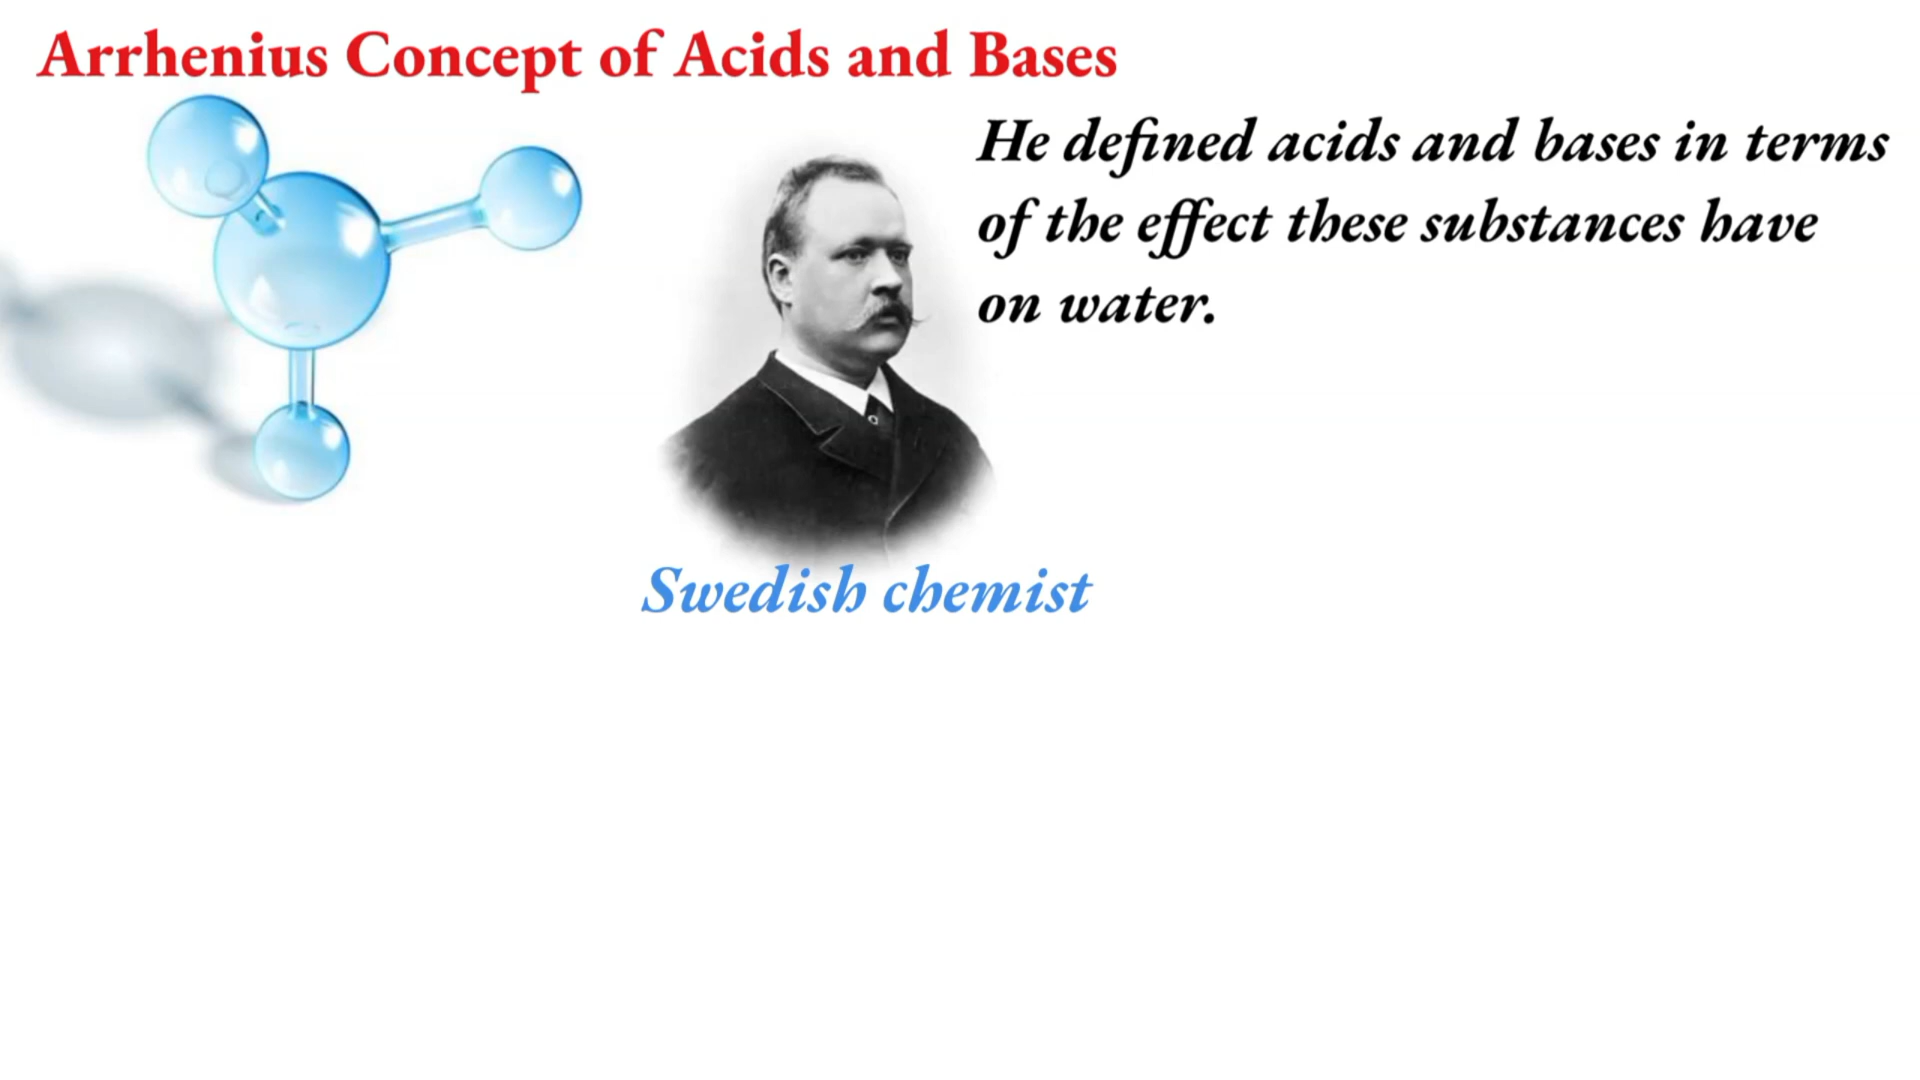 Arrhenius Concept of Acids and Bases
He defined acids and bases in terms
of the effect these substances have
on water.
Swedish chemist